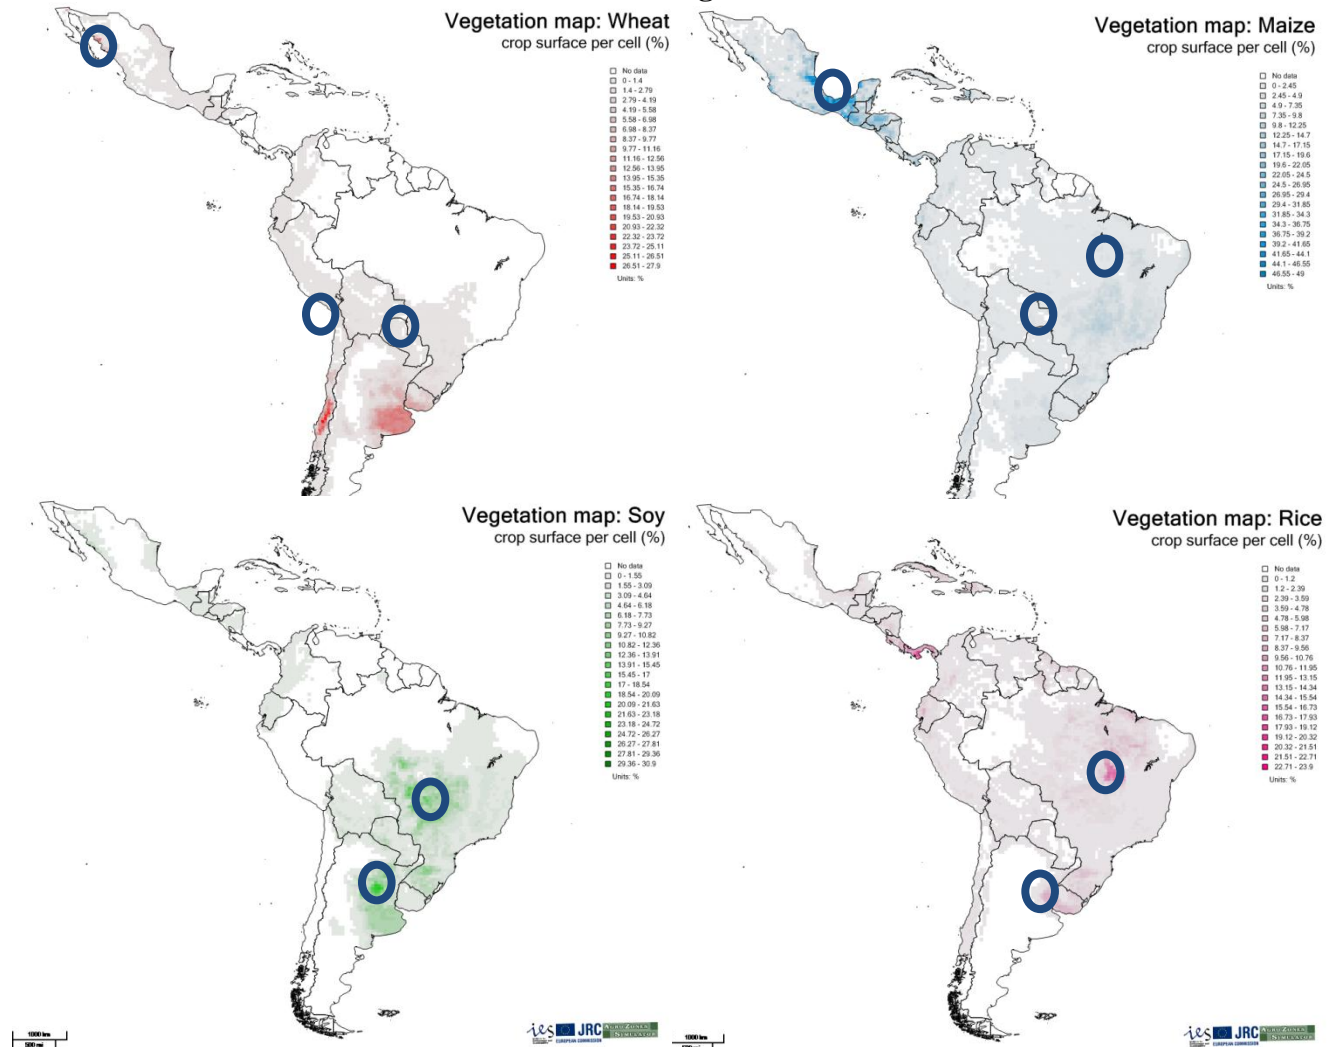 Vegetation map: Wheat
crop surface per cell (%)
No data
0 - 1.4
1.4 - 2.79
2.79 - 4.19
4.19 - 5.58
5.58 - 6.98
6.98 - 8.37
8.37 - 9.77
9.77 - 11.16
11.16 - 12.56
12.56 - 13.95
13.95 - 15.35
15.35 - 16.74
16.74 - 18.14
18.14 - 19.53
19.53 - 20.93
20.93 - 22.32
22.32 - 23.72
23.72 - 25.11
25.11 - 26.51
26.51 - 27.9
Units: %
Vegetation map: Maize
crop surface per cell (%)
No data
0 - 2.45
2.45 - 4.9
4.9 - 7.35
7.35 - 9.8
9.8 - 12.25
12.25 - 14.7
14.7 - 17.15
17.15 - 19.6
19.6 - 22.05
22.05 - 24.5
24.5 - 26.95
26.95 - 29.4
29.4 - 31.85
31.85 - 34.3
34.3 - 36.75
36.75 - 39.2
39.2 - 41.65
41.65 - 44.1
44.1 - 46.55
46.55 - 49
Units: %
Vegetation map: Soy
crop surface per cell (%)
No data
0 - 1.55
1.55 - 3.09
3.09 - 4.64
4.64 - 6.18
6.18 - 7.73
7.73 - 9.27
9.27 - 10.82
10.82 - 12.36
12.36 - 13.91
13.91 - 15.45
15.45 - 17
17 - 18.54
18.54 - 20.09
20.09 - 21.63
21.63 - 23.18
23.18 - 24.72
24.72 - 26.27
26.27 - 27.81
27.81 - 29.36
29.36 - 30.9
Units: %
1000 km
500 mi
ies JRC AGROZONES SIMULATOR
EUROPEAN COMMISSION
Vegetation map: Rice
crop surface per cell (%)
No data
0 - 1.2
1.2 - 2.39
2.39 - 3.59
3.59 - 4.78
4.78 - 5.98
5.98 - 7.17
7.17 - 8.37
8.37 - 9.56
9.56 - 10.76
10.76 - 11.95
11.95 - 13.15
13.15 - 14.34
14.34 - 15.54
15.54 - 16.73
16.73 - 17.93
17.93 - 19.12
19.12 - 20.32
20.32 - 21.51
21.51 - 22.71
22.71 - 23.9
Units: %
1000 km
ies JRC AGROZONES SIMULATOR
EUROPEAN COMMISSION